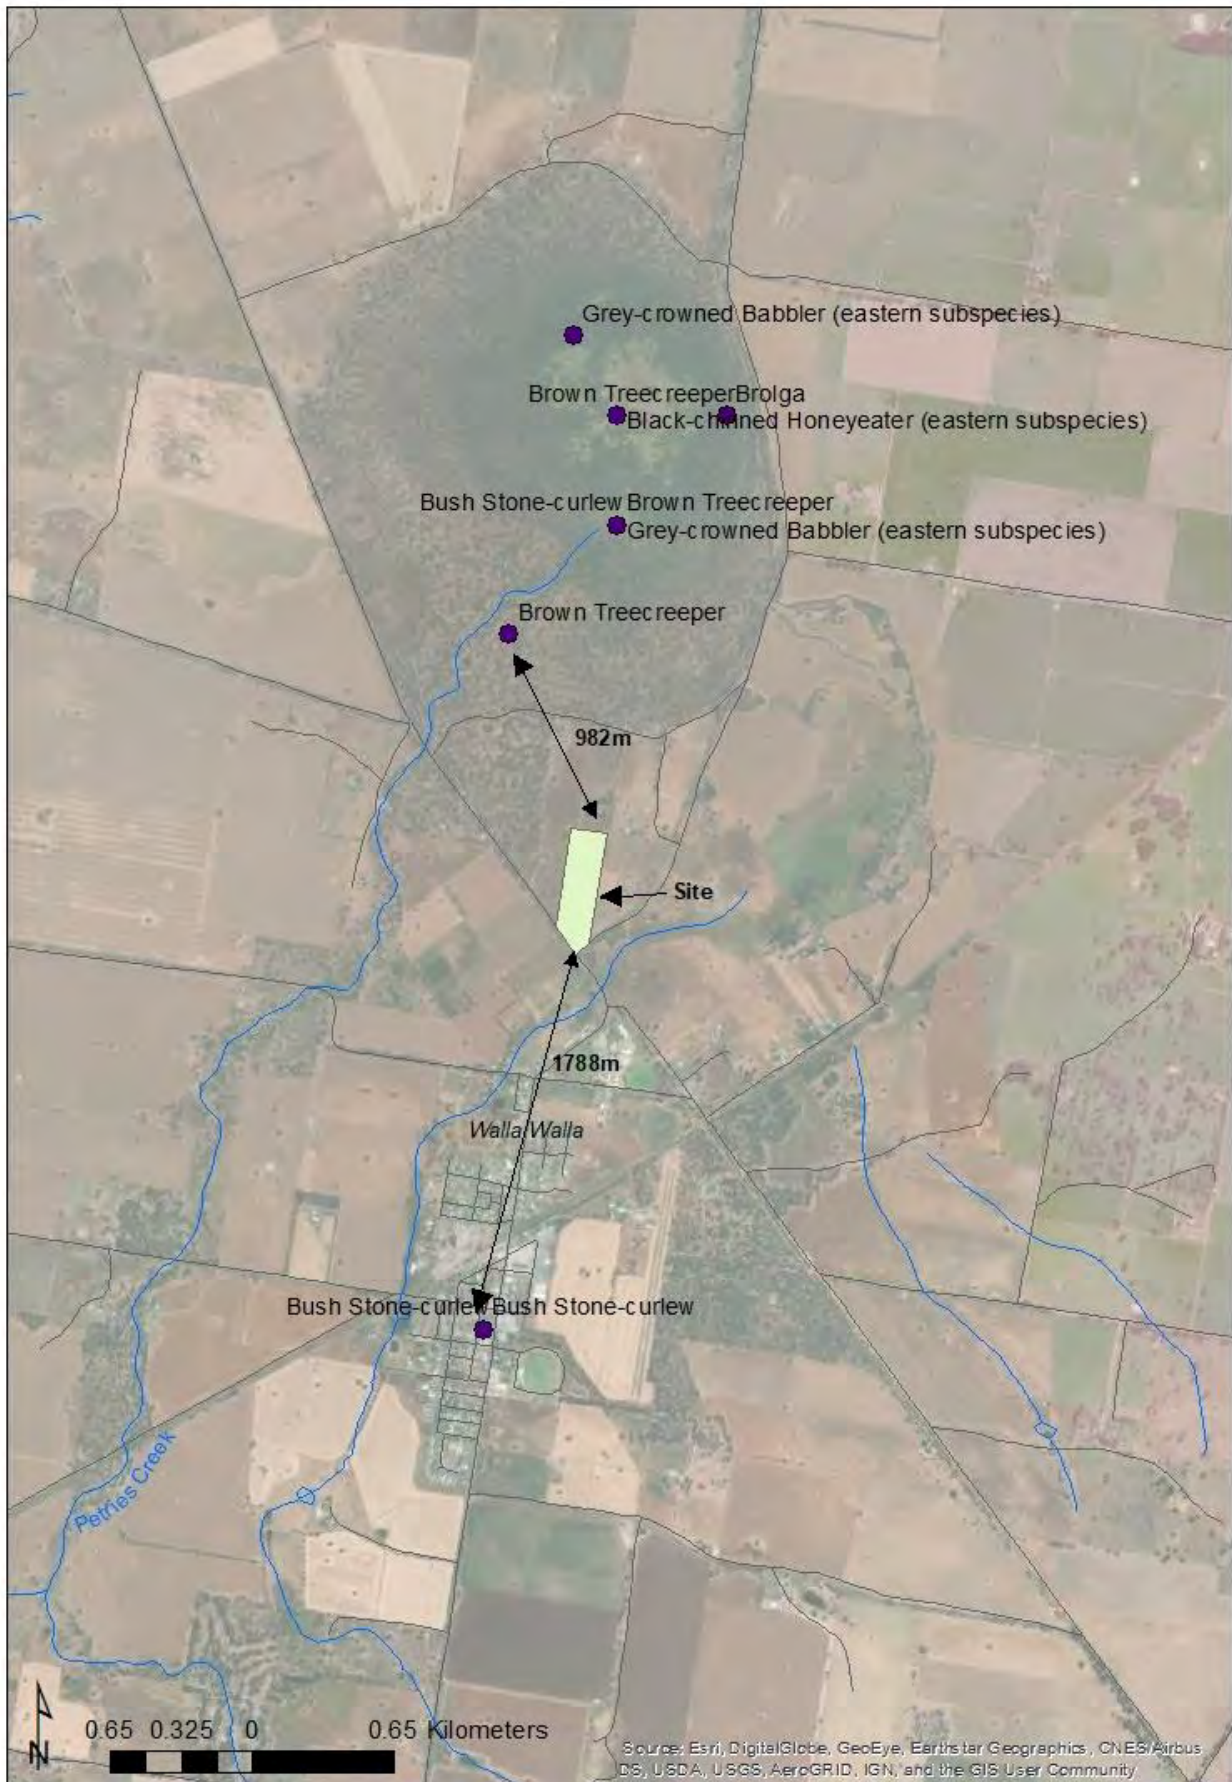 Grey-crowned Babbler (eastern subspecies)
Brown TreecreeperBrolga
Black-chinned Honeyeater (eastern subspecies)
Bush Stone-curlew Brown Treecreeper
Grey-crowned Babbler (eastern subspecies)
Brown Treecreeper
982m
Site
1788m
Walla Walla
Bush Stone-curlew Bush Stone-curlew
Petries Creek
N
0.65 0.325 0 0.65 Kilometers
Source: Esri, DigitalGlobe, GeoEye, Earthstar Geographics, CNES/Airbus
DS, USDA, USGS, AeroGRID, IGN, and the GIS User Community